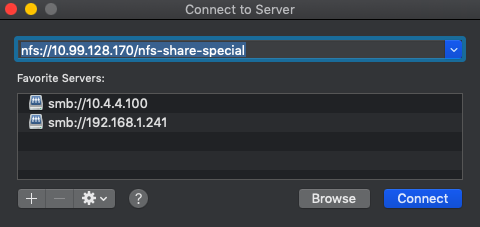 Connect to Server
nfs://10.99.128.170/nfs-share-special
Favorite Servers:
smb://10.4.4.100
smb://192.168.1.241
+ − ?
Browse
Connect